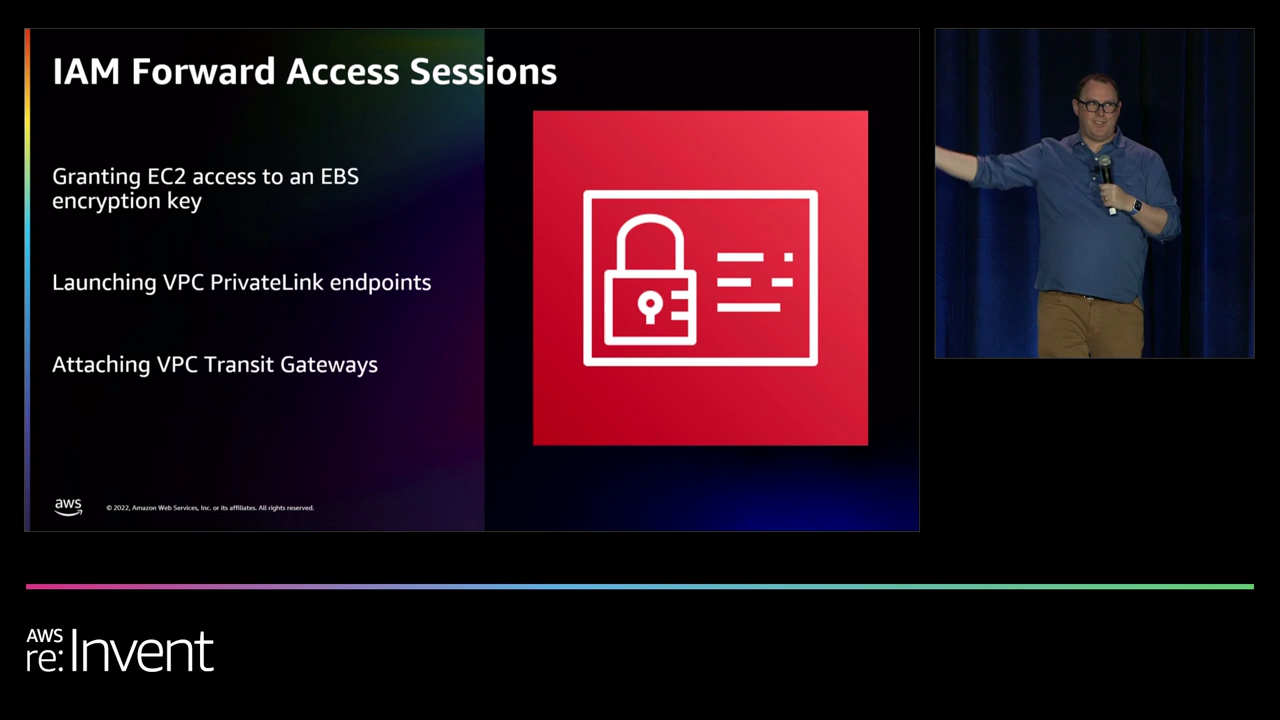 IAM Forward Access Sessions
Granting EC2 access to an EBS
encryption key
Launching VPC PrivateLink endpoints
Attaching VPC Transit Gateways
aws
© 2022, Amazon Web Services, Inc. or its affiliates. All rights reserved.
AWS
re:Invent